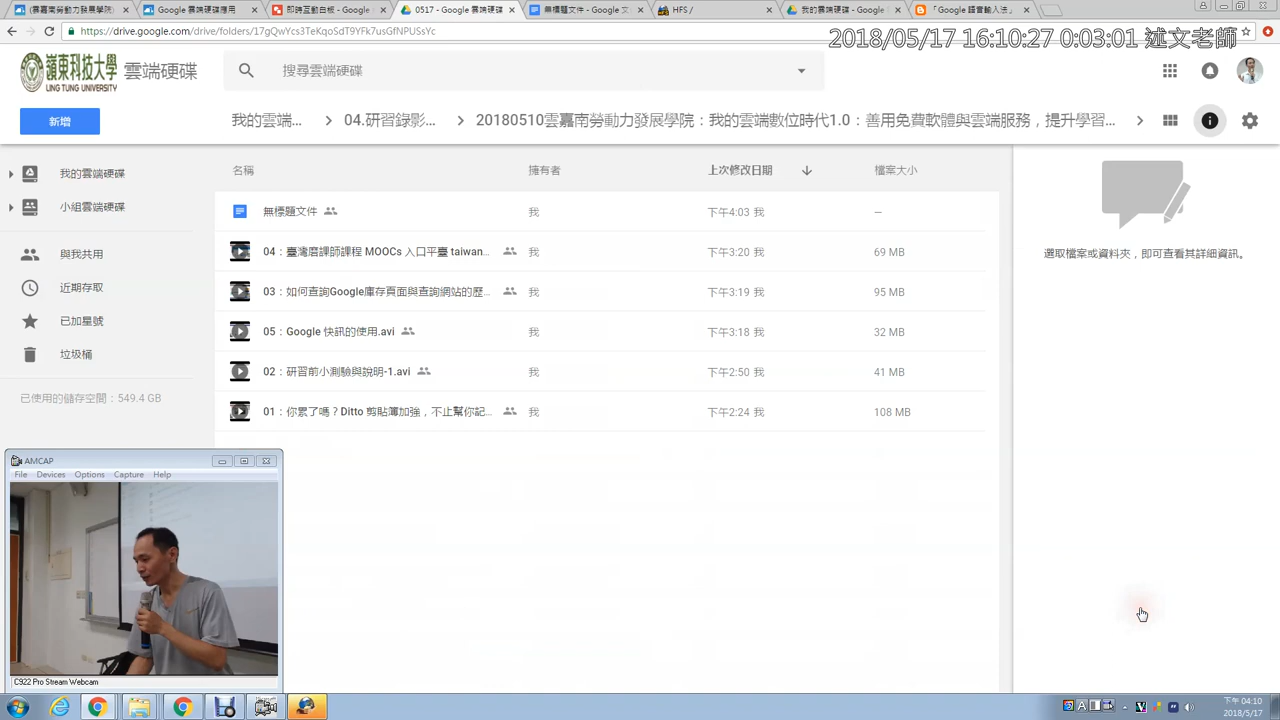 (雲嘉南勞動力發展學院)
Google 雲端硬碟應用
即時互動白板 - Google
0517 - Google 雲端硬碟
無標題文件 - Google 文
HFS /
我的雲端硬碟 - Google
「Google 語音輸入法」
https://drive.google.com/drive/folders/17gQwYcs3TeKqoSdT9YFk7usGfNPUSsYc
2018/05/17 16:10:27 0:03:01 述文老師
嶺東科技大學
LING TUNG UNIVERSITY
雲端硬碟
搜尋雲端硬碟
新增
我的雲端... > 04.研習錄影... > 20180510雲嘉南勞動力發展學院：我的雲端數位時代1.0：善用免費軟體與雲端服務，提升學習... >
我的雲端硬碟
小組雲端硬碟
與我共用
近期存取
已加星號
垃圾桶
已使用的儲存空間：549.4 GB
名稱 擁有者 上次修改日期 檔案大小
無標題文件 我 下午4:03 我 —
04：臺灣磨課師課程 MOOCs 入口平臺 taiwan... 我 下午3:20 我 69 MB
03：如何查詢Google庫存頁面與查詢網站的歷... 我 下午3:19 我 95 MB
05：Google 快訊的使用.avi 我 下午3:18 我 32 MB
02：研習前小測驗與說明-1.avi 我 下午2:50 我 41 MB
01：你累了嗎？Ditto 剪貼簿加強，不止幫你記... 我 下午2:24 我 108 MB
選取檔案或資料夾，即可查看其詳細資訊。
AMCAP
File Devices Options Capture Help
C922 Pro Stream Webcam
下午 04:10
2018/5/17